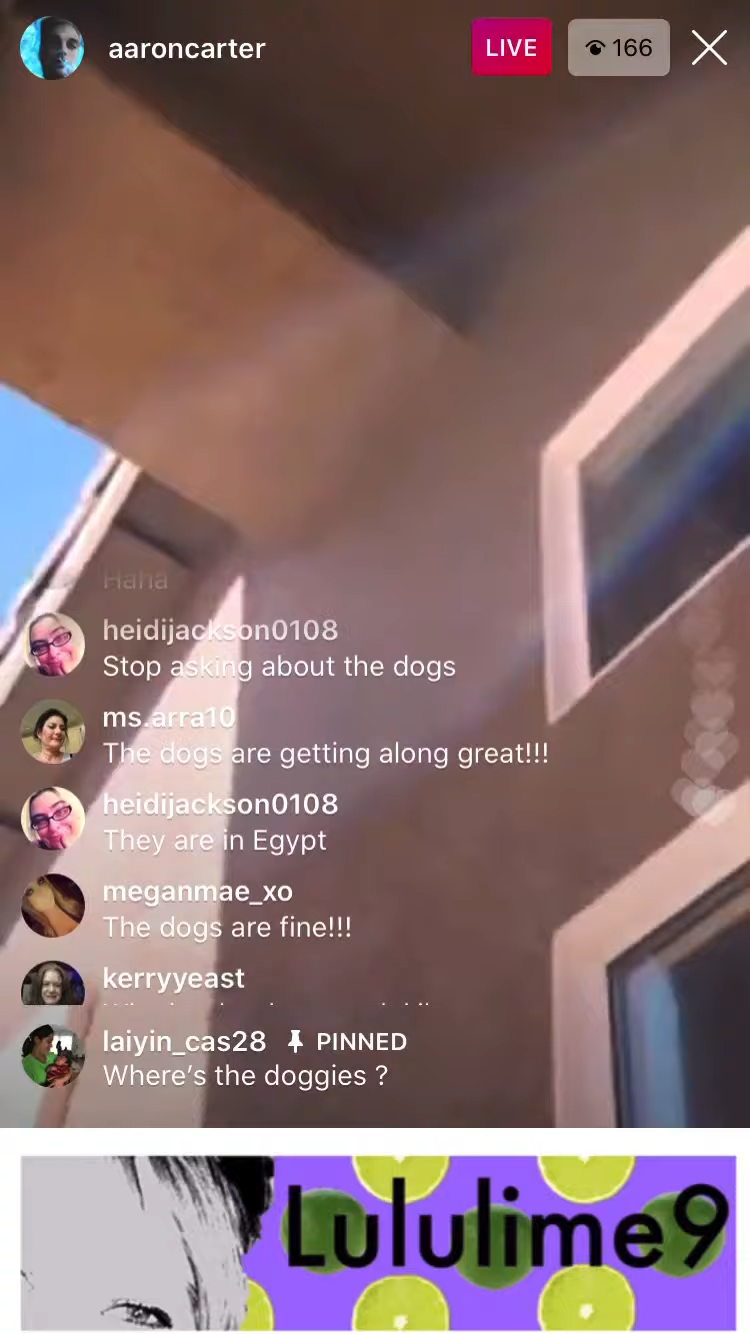 aaroncarter
LIVE
166
Haha
heidijackson0108
Stop asking about the dogs
ms.arra10
The dogs are getting along great!!!
heidijackson0108
They are in Egypt
meganmae_xo
The dogs are fine!!!
kerryyeast
laiyin_cas28 PINNED
Where's the doggies ?
Lululime9